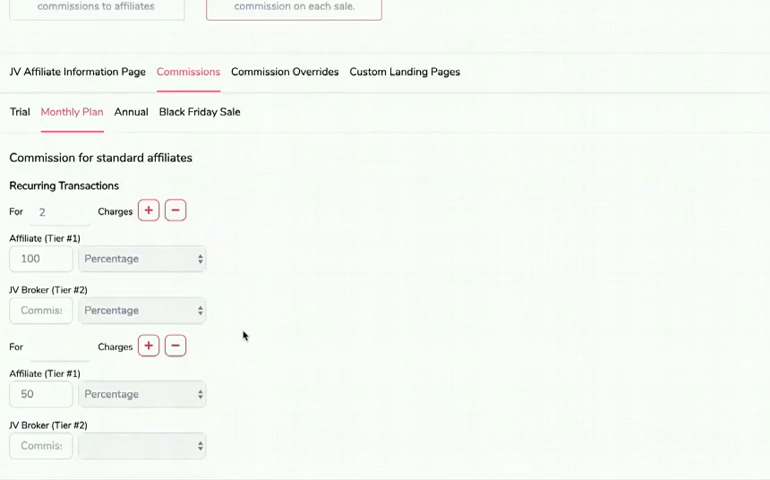 commissions to affiliates
commission on each sale.
JV Affiliate Information Page Commissions Commission Overrides Custom Landing Pages
Trial Monthly Plan Annual Black Friday Sale
Commission for standard affiliates
Recurring Transactions
For 2 Charges + −
Affiliate (Tier #1)
100 Percentage
JV Broker (Tier #2)
Commis: Percentage
For Charges + −
Affiliate (Tier #1)
50 Percentage
JV Broker (Tier #2)
Commis: